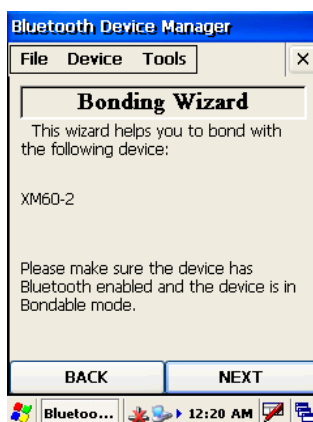 Bluetooth Device Manager
File Device Tools ×
Bonding Wizard
This wizard helps you to bond with
the following device:
XM60-2
Please make sure the device has
Bluetooth enabled and the device is in
Bondable mode.
BACK NEXT
Bluetoo... 12:20 AM